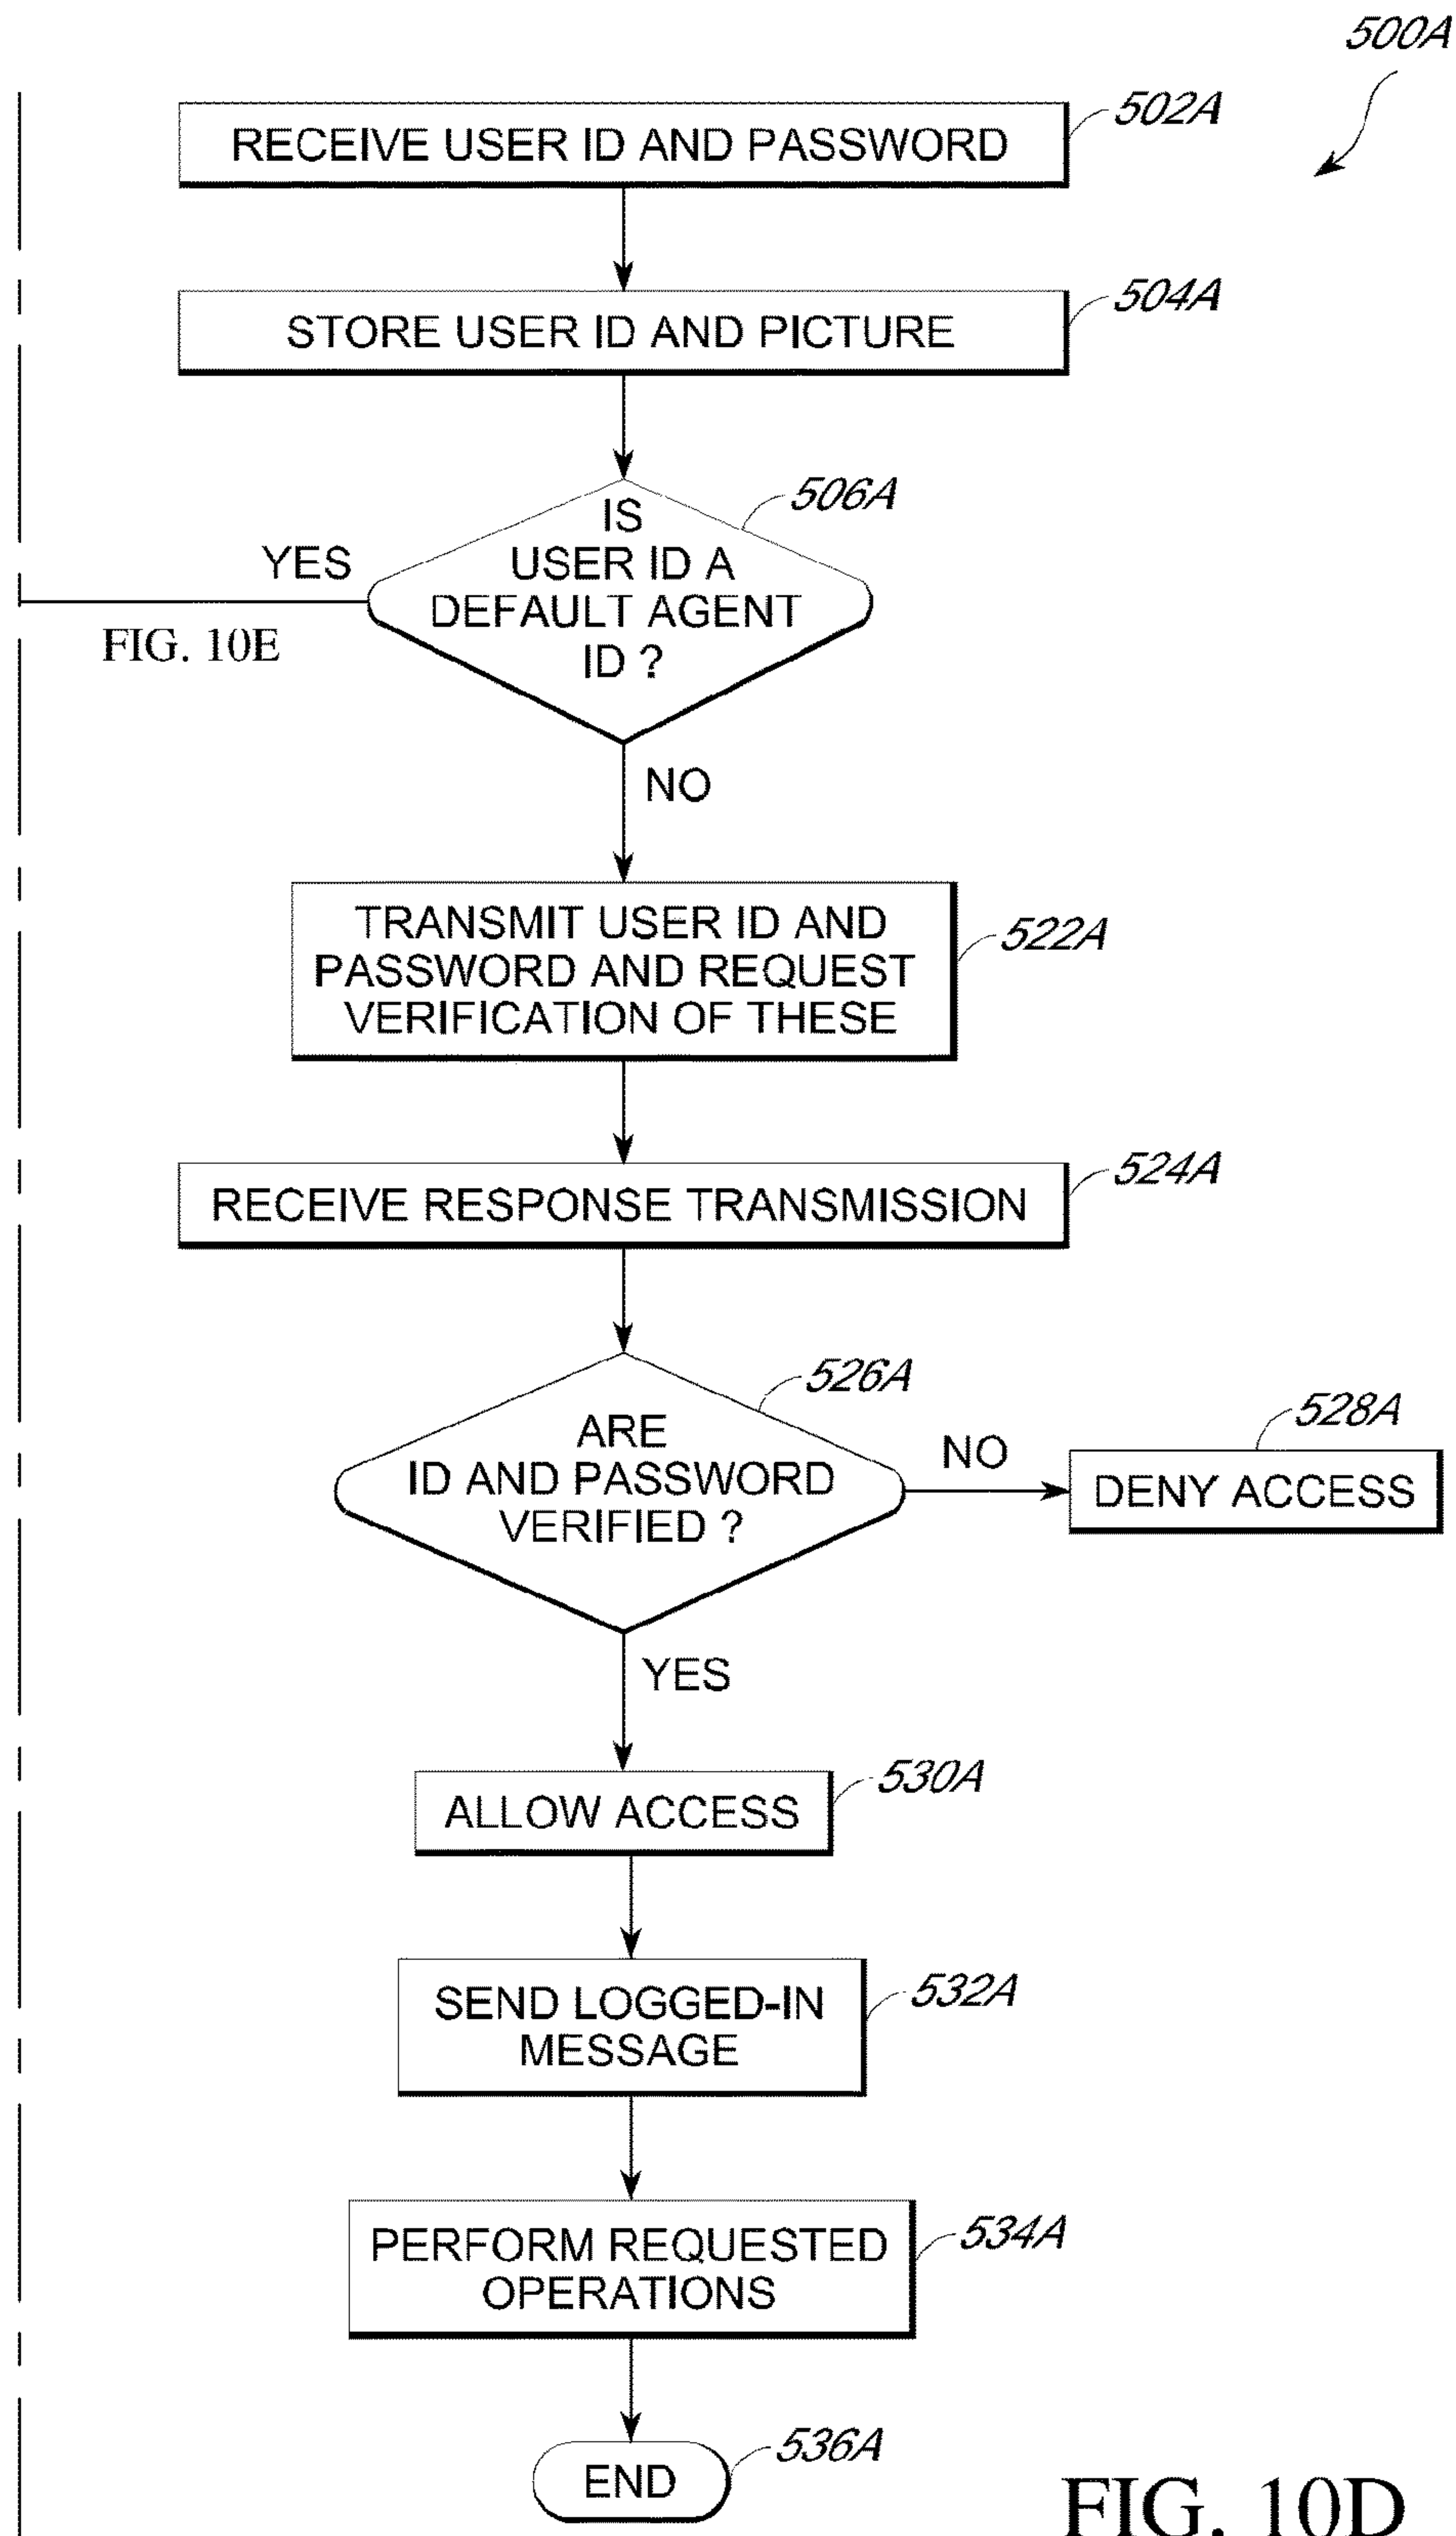 500A
RECEIVE USER ID AND PASSWORD
502A
STORE USER ID AND PICTURE
504A
IS
USER ID A
DEFAULT AGENT
ID ?
506A
YES
FIG. 10E
NO
TRANSMIT USER ID AND
PASSWORD AND REQUEST
VERIFICATION OF THESE
522A
RECEIVE RESPONSE TRANSMISSION
524A
ARE
ID AND PASSWORD
VERIFIED ?
526A
NO
DENY ACCESS
528A
YES
ALLOW ACCESS
530A
SEND LOGGED-IN
MESSAGE
532A
PERFORM REQUESTED
OPERATIONS
534A
END
536A
FIG. 10D